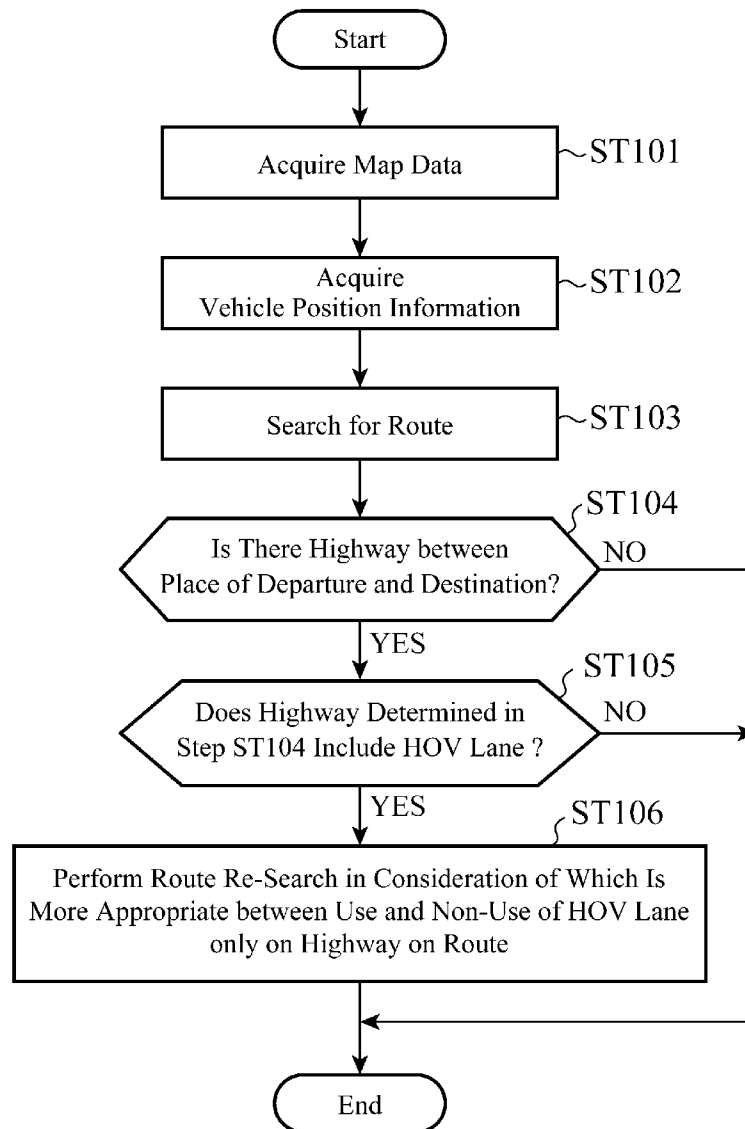 Start
Acquire Map Data
ST101
Acquire
Vehicle Position Information
ST102
Search for Route
ST103
ST104
Is There Highway between
Place of Departure and Destination?
NO
YES
ST105
Does Highway Determined in
Step ST104 Include HOV Lane ?
NO
YES
ST106
Perform Route Re-Search in Consideration of Which Is
More Appropriate between Use and Non-Use of HOV Lane
only on Highway on Route
End